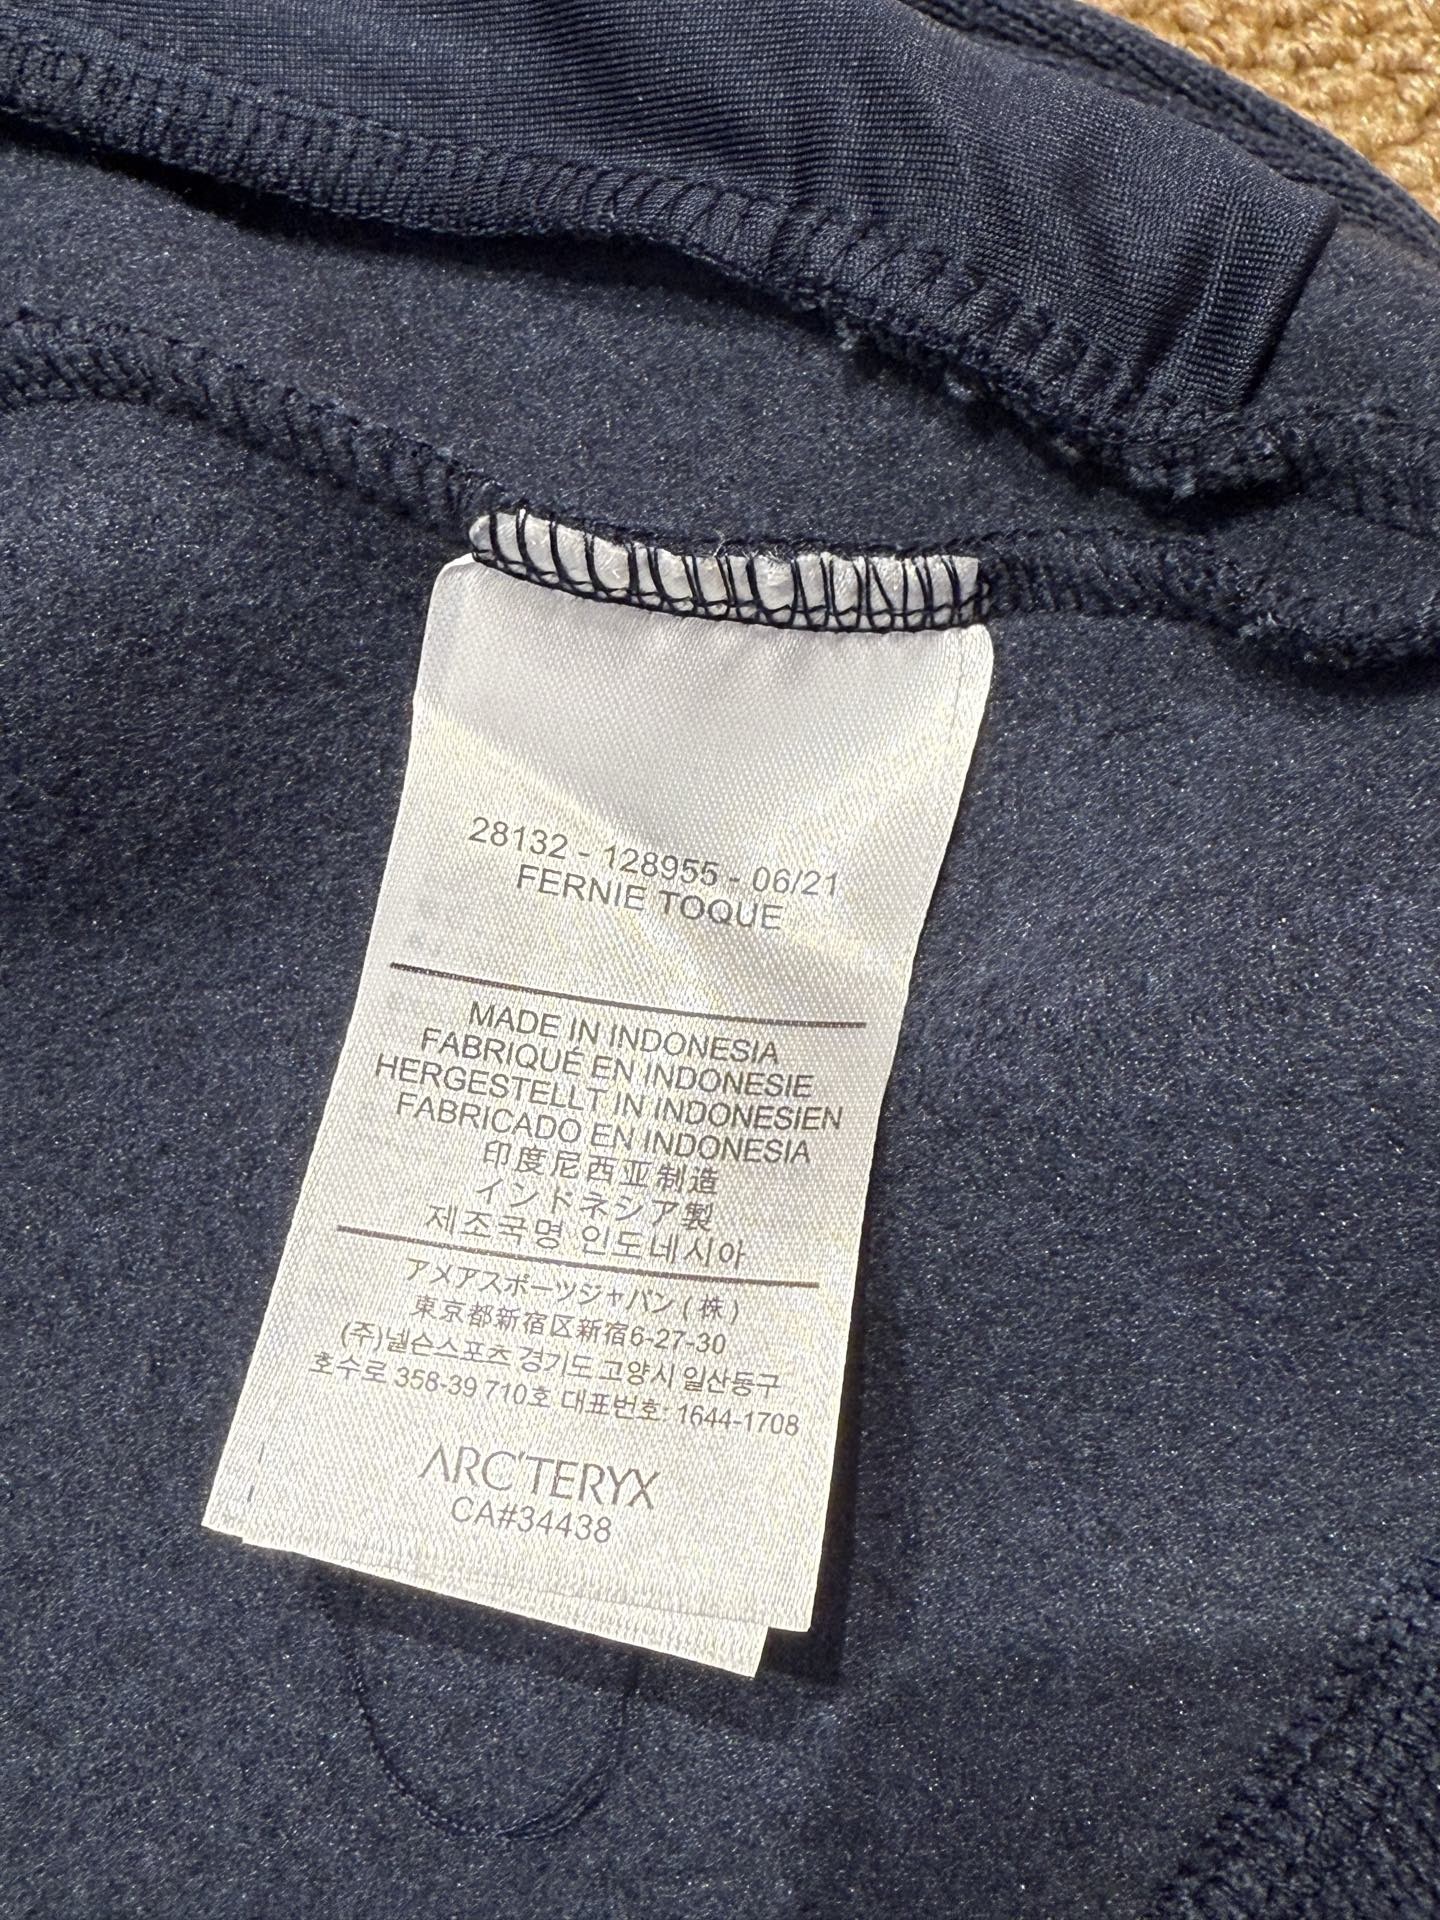 28132 - 128955 - 06/21
FERNIE TOQUE
MADE IN INDONESIA
FABRIQUÉ EN INDONESIE
HERGESTELLT IN INDONESIEN
FABRICADO EN INDONESIA
印度尼西亚制造
インドネシア製
제조국명 인도네시아
アメアスポーツジャパン(株)
東京都新宿区新宿6-27-30
(주)넬슨스포츠 경기도 고양시 일산동구
호수로 358-39 710호 대표번호: 1644-1708
ARC'TERYX
CA#34438